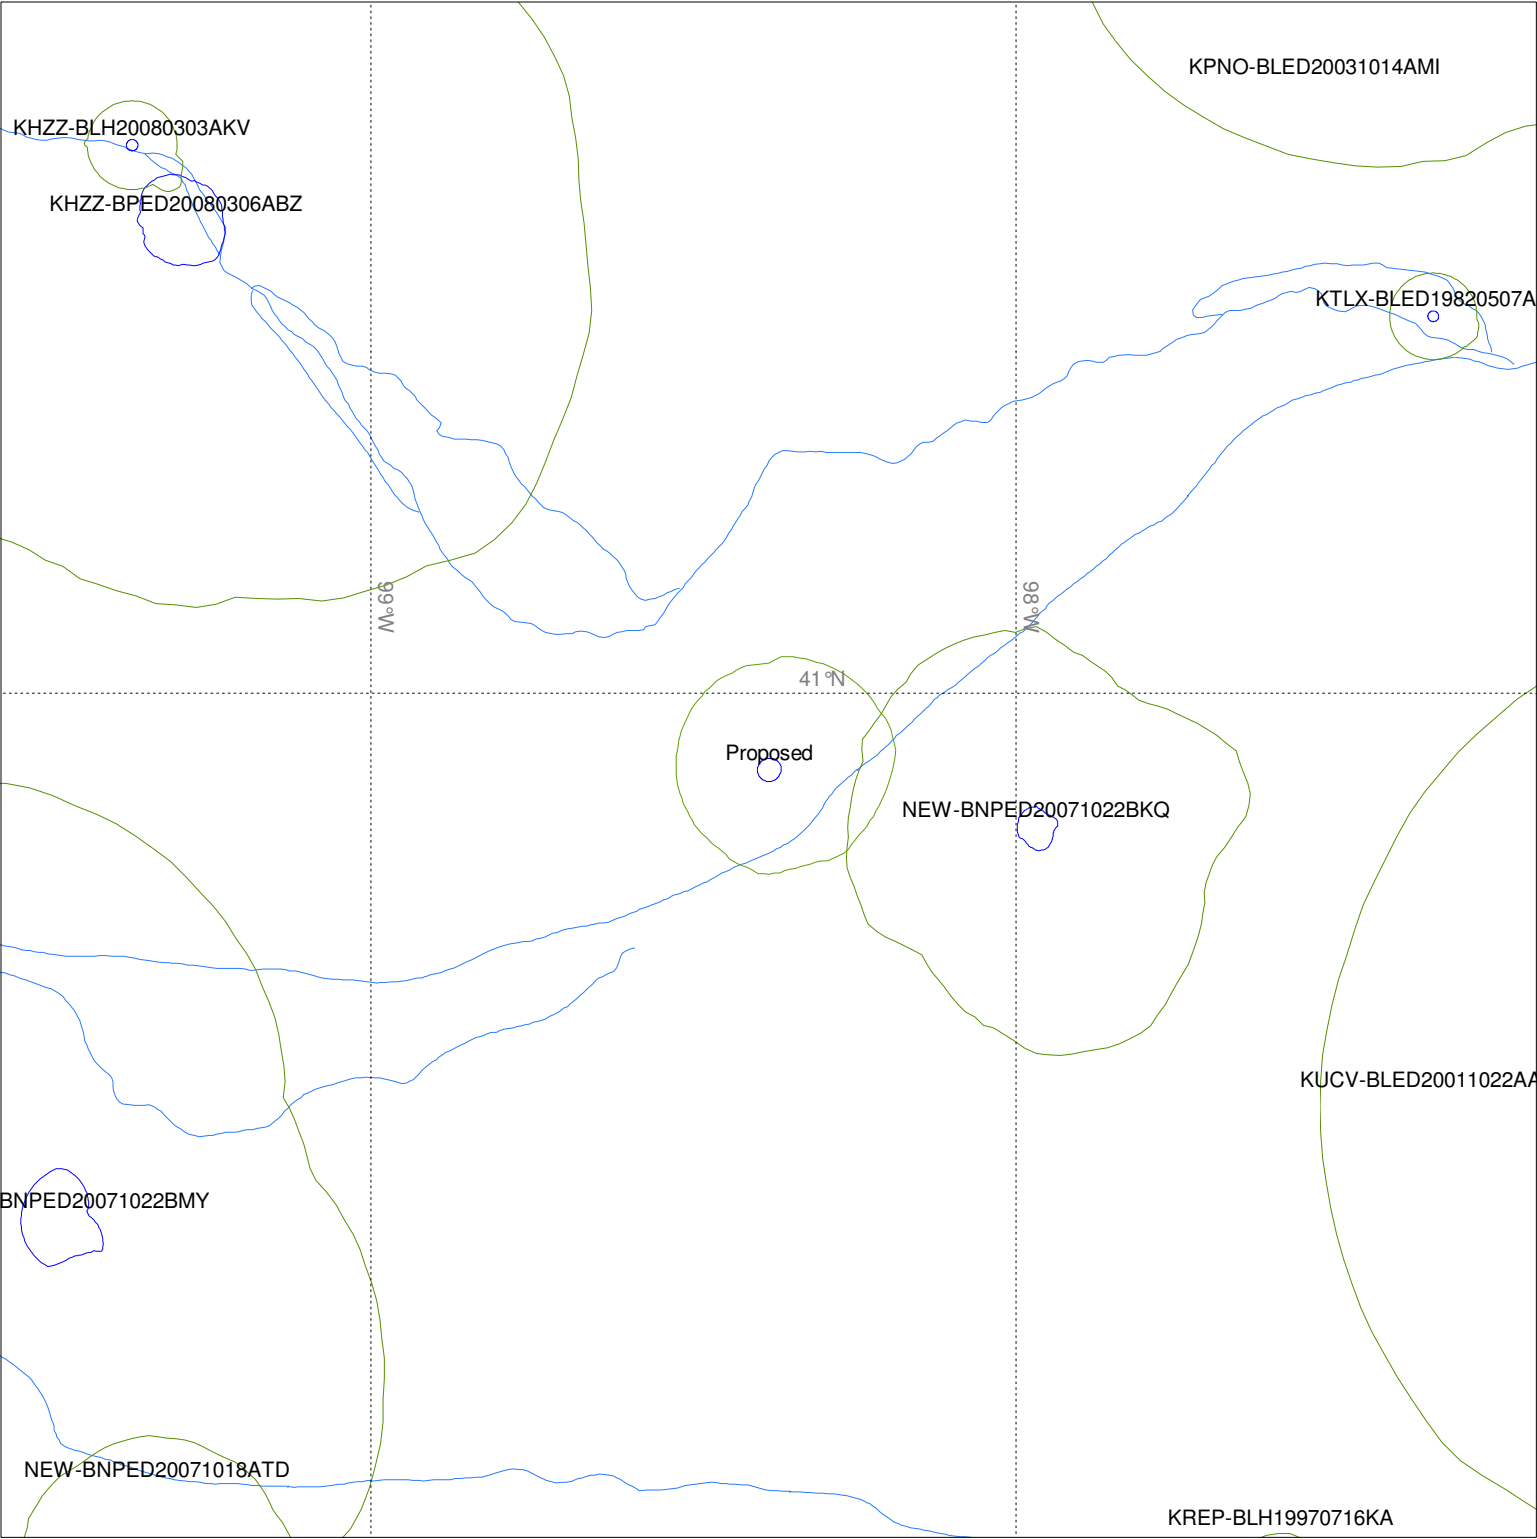 KPNO-BLED20031014AMI
KHZZ-BLH20080303AKV
KHZZ-BPED20080306ABZ
KTLX-BLED19820507A
99°W
98°W
41°N
Proposed
NEW-BNPED20071022BKQ
KUCV-BLED20011022AA
BNPED20071022BMY
NEW-BNPED20071018ATD
KREP-BLH19970716KA